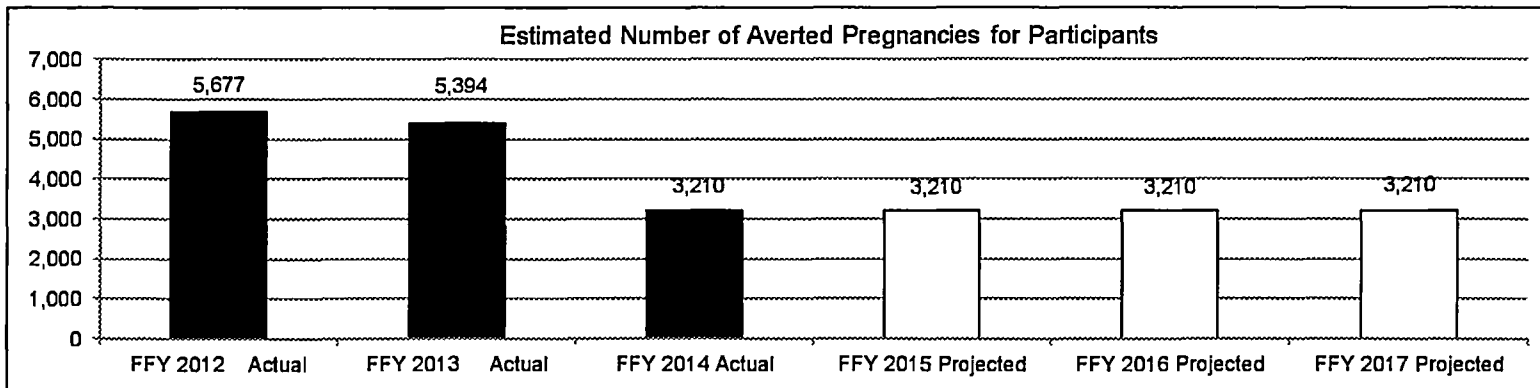 Estimated Number of Averted Pregnancies for Participants
7,000
6,000
5,000
4,000
3,000
2,000
1,000
0
5,677
5,394
3,210
3,210
3,210
3,210
FFY 2012 Actual
FFY 2013 Actual
FFY 2014 Actual
FFY 2015 Projected
FFY 2016 Projected
FFY 2017 Projected